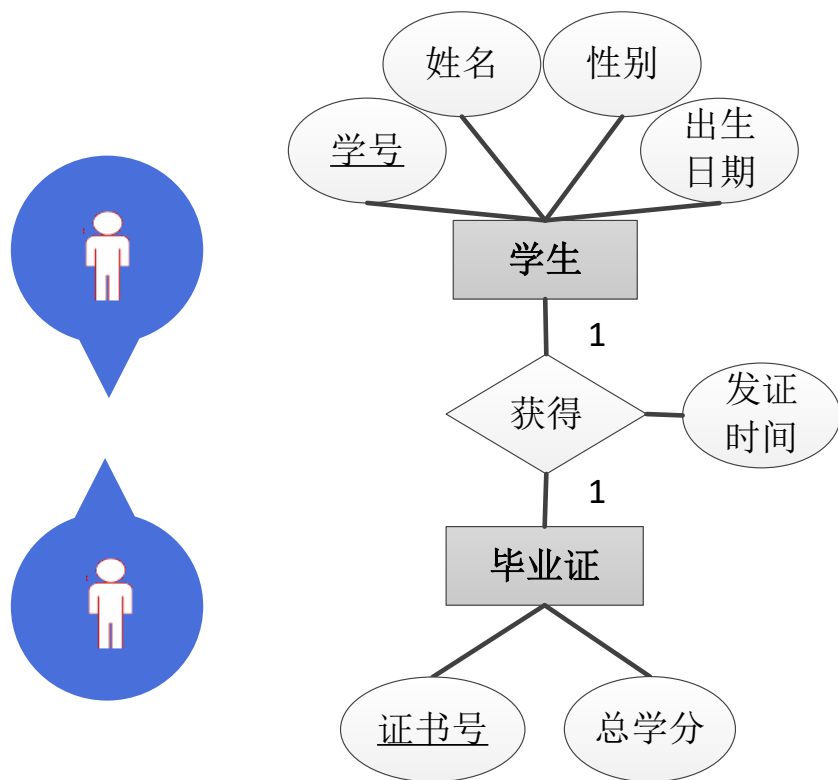 姓名
性别
学号
出生
日期
学生
1
获得
发证
时间
1
毕业证
证书号
总学分